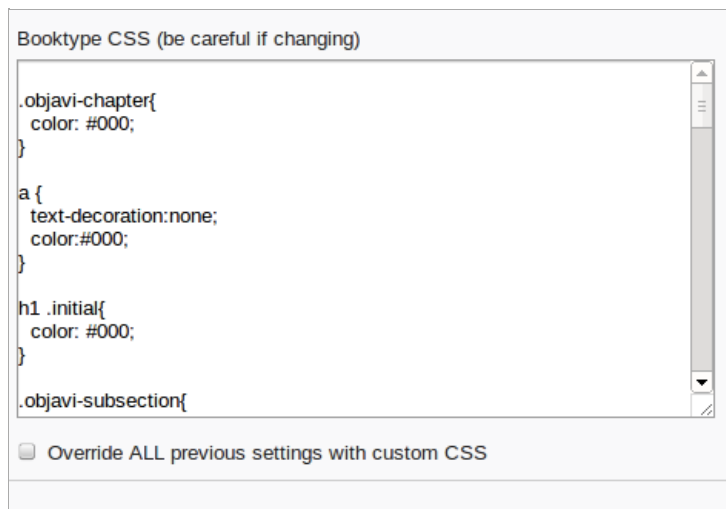 Booktype CSS (be careful if changing)
.objavi-chapter{
color: #000;
}
a {
text-decoration:none;
color:#000;
}
h1 .initial{
color: #000;
}
.objavi-subsection{
Override ALL previous settings with custom CSS